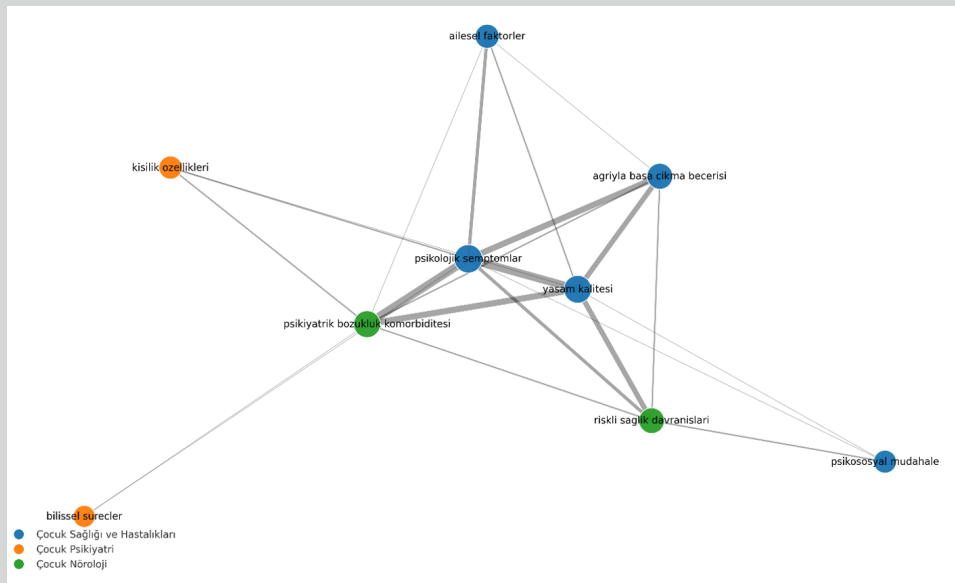 ailesel faktorler
kisilik ozellikleri
agriyla basa cikma becerisi
psikolojik semptomlar
yasam kalitesi
psikiyatrik bozukluk komorbiditesi
riskli saglik davranislari
psikososyal mudahale
bilissel surecler
Çocuk Sağlığı ve Hastalıkları
Çocuk Psikiyatri
Çocuk Nöroloji